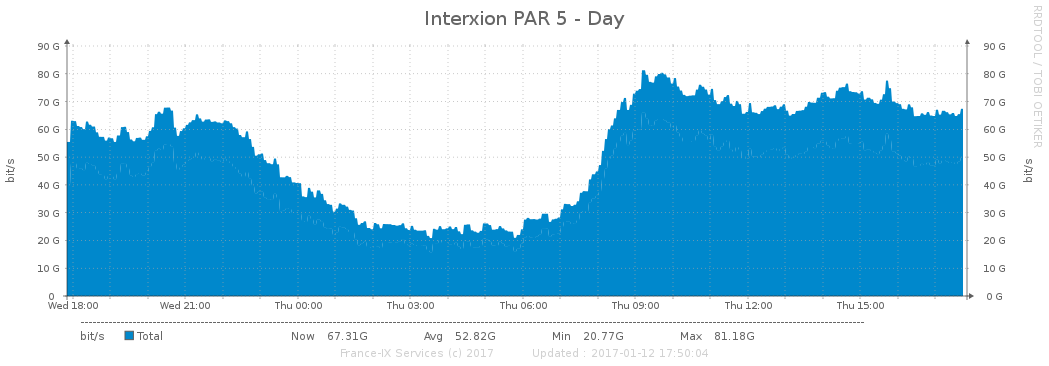 Interxion PAR 5 - Day
RRDTOOL / TOBI OETIKER
90 G 90 G
80 G 80 G
70 G 70 G
60 G 60 G
50 G 50 G
40 G 40 G
30 G 30 G
20 G 20 G
10 G 10 G
0 0 G
bit/s bit/s
Wed 18:00 Wed 21:00 Thu 00:00 Thu 03:00 Thu 06:00 Thu 09:00 Thu 12:00 Thu 15:00
bit/s Total Now 67.31G Avg 52.82G Min 20.77G Max 81.18G
France-IX Services (c) 2017 Updated : 2017-01-12 17:50:04